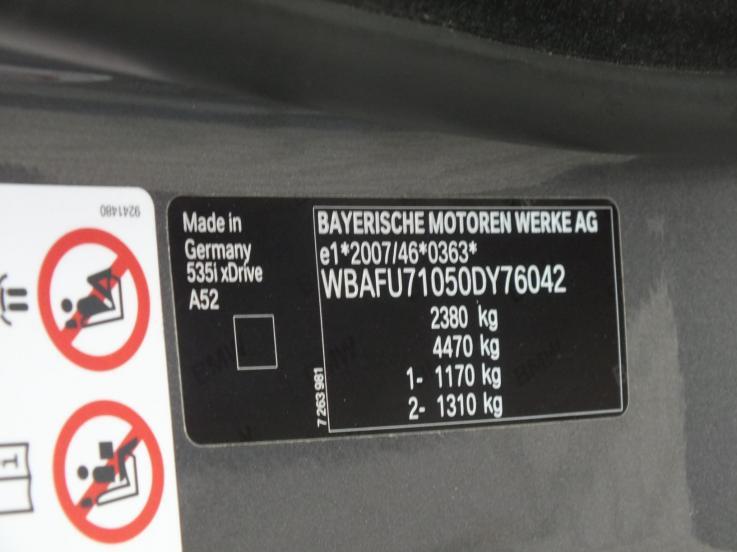 9241480
Made in
Germany
535i xDrive
A52
BAYERISCHE MOTOREN WERKE AG
e1*2007/46*0363*
WBAFU71050DY76042
2380 kg
4470 kg
1- 1170 kg
2- 1310 kg
7 263 981